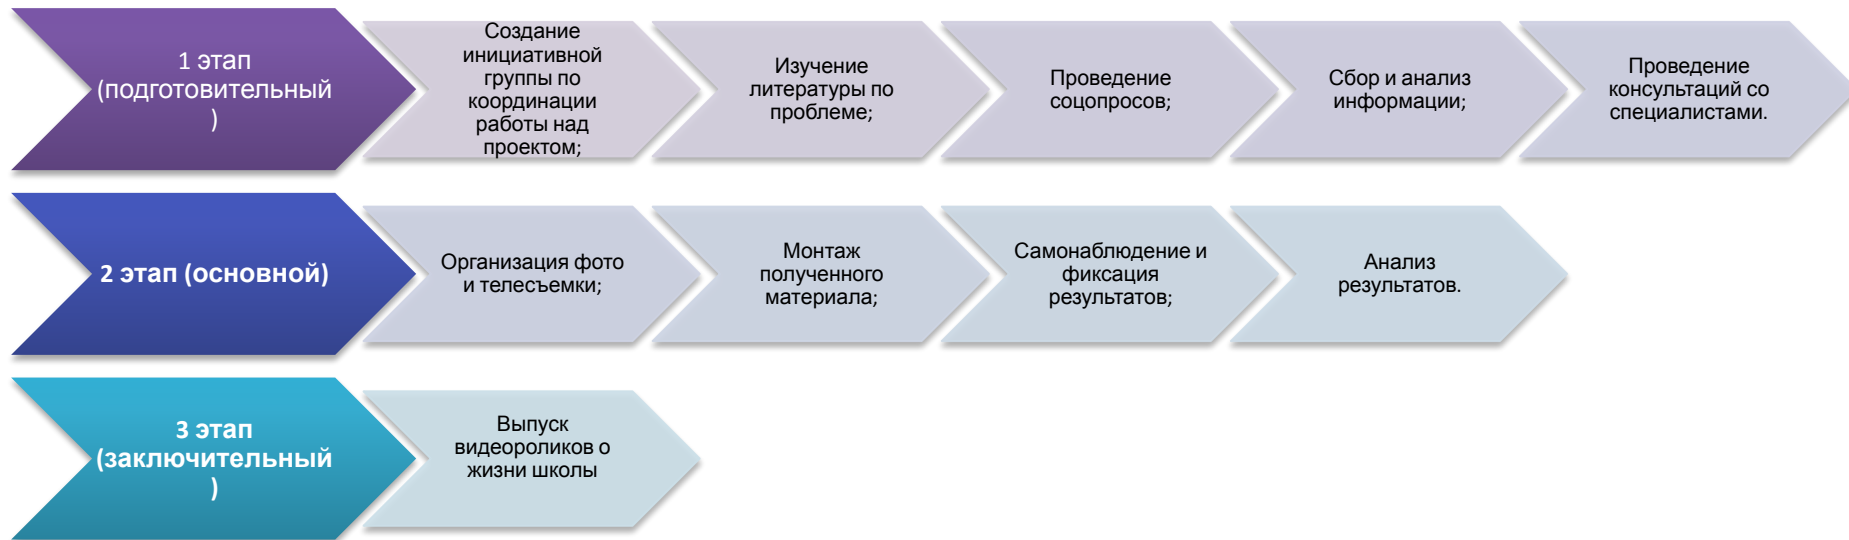 1 этап
(подготовительный
)
Создание
инициативной
группы по
координации
работы над
проектом;
Изучение
литературы по
проблеме;
Проведение
соцопросов;
Сбор и анализ
информации;
Проведение
консультаций со
специалистами.
2 этап (основной)
Организация фото
и телесъемки;
Монтаж
полученного
материала;
Самонаблюдение и
фиксация
результатов;
Анализ
результатов.
3 этап
(заключительный
)
Выпуск
видеороликов о
жизни школы